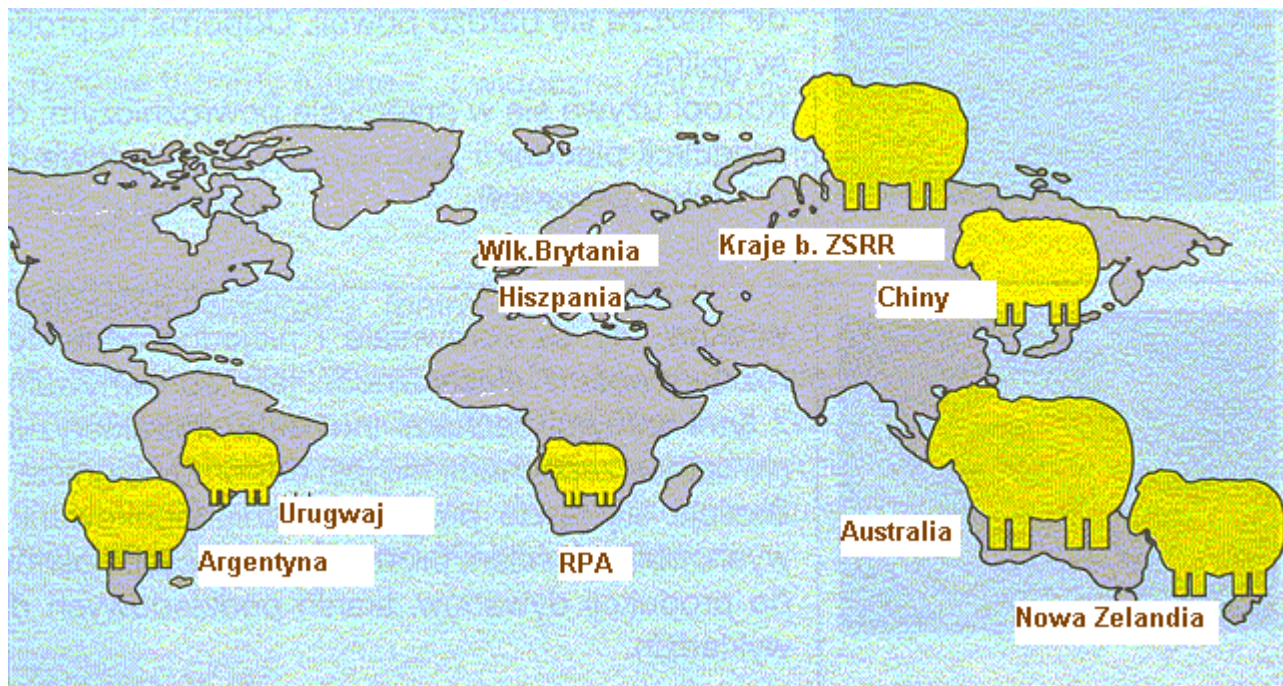 Wlk.Brytania
Kraje b. ZSRR
Hiszpania
Chiny
Urugwaj
Argentyna
RPA
Australia
Nowa Zelandia